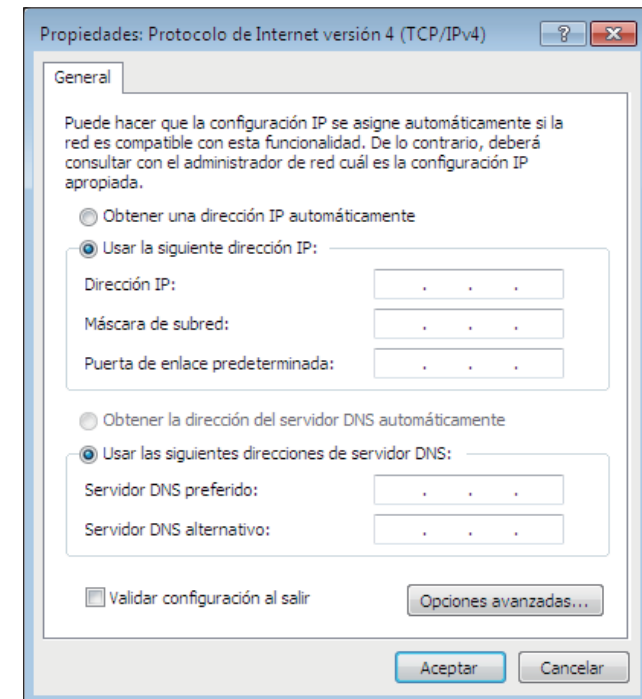 Propiedades: Protocolo de Internet versión 4 (TCP/IPv4)
General
Puede hacer que la configuración IP se asigne automáticamente si la
red es compatible con esta funcionalidad. De lo contrario, deberá
consultar con el administrador de red cuál es la configuración IP
apropiada.
Obtener una dirección IP automáticamente
Usar la siguiente dirección IP:
Dirección IP:
Máscara de subred:
Puerta de enlace predeterminada:
Obtener la dirección del servidor DNS automáticamente
Usar las siguientes direcciones de servidor DNS:
Servidor DNS preferido:
Servidor DNS alternativo:
Validar configuración al salir
Opciones avanzadas...
Aceptar
Cancelar